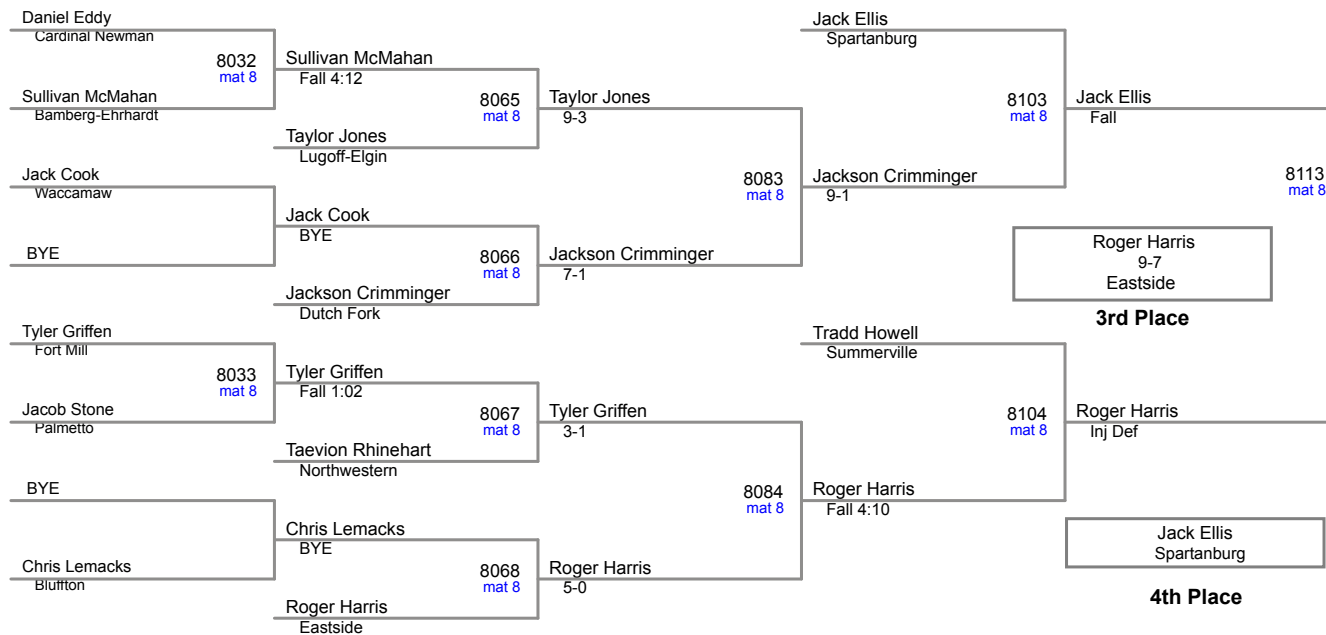 Daniel Eddy
Cardinal Newman
8032
mat 8
Sullivan McMahan
Bamberg-Ehrhardt
Sullivan McMahan
Fall 4:12
8065
mat 8
Taylor Jones
Lugoff-Elgin
Jack Cook
Waccamaw
BYE
Jack Cook
BYE
8066
mat 8
Jackson Crimminger
Dutch Fork
Taylor Jones
9-3
8083
mat 8
Jackson Crimminger
7-1
Jack Ellis
Spartanburg
8103
mat 8
Jackson Crimminger
9-1
Jack Ellis
Fall
8113
mat 8
Roger Harris
9-7
Eastside
3rd Place
Tyler Griffen
Fort Mill
8033
mat 8
Jacob Stone
Palmetto
Tyler Griffen
Fall 1:02
8067
mat 8
Taevion Rhinehart
Northwestern
BYE
Chris Lemacks
Bluffton
Chris Lemacks
BYE
8068
mat 8
Roger Harris
Eastside
Tyler Griffen
3-1
8084
mat 8
Roger Harris
5-0
Tradd Howell
Summerville
8104
mat 8
Roger Harris
Fall 4:10
Roger Harris
Inj Def
Jack Ellis
Spartanburg
4th Place